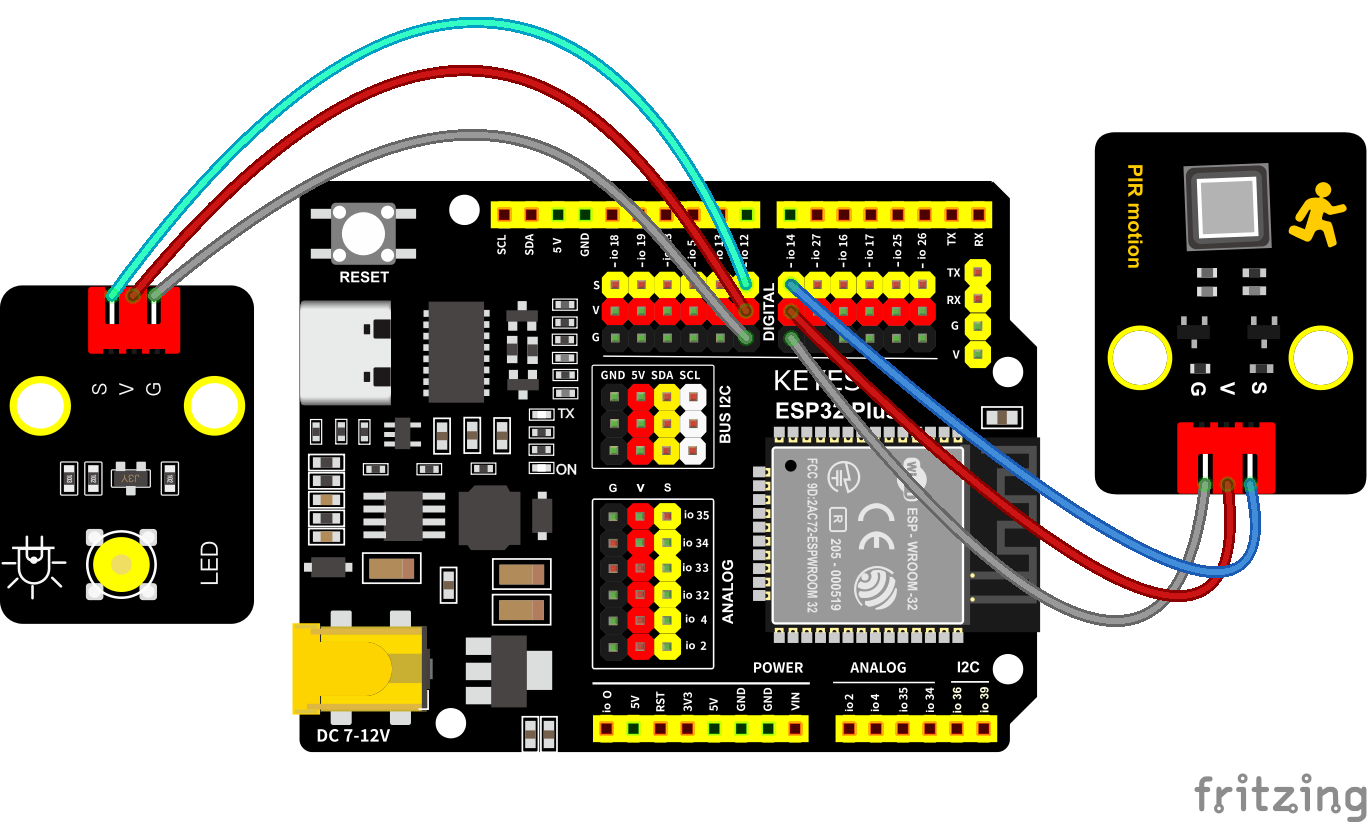 S
V
G
LED
J3Y
RESET
DC 7-12V
SCL
SDA
5V
GND
io 18
io 19
io 5
io 13
io 12
io 14
io 27
io 16
io 17
io 25
io 26
TX
RX
S
V
G
DIGITAL
TX
RX
G
V
GND 5V SDA SCL
BUS I2C
TX
ON
G V S
io 35
io 34
io 33
io 32
io 4
io 2
ANALOG
KEYES
ESP32 Plus
FCC 9D:2AC72-ESPWROOM 32
R
205 - 000519
CE
ESP - WROOM-32
POWER
ANALOG
I2C
io 0
5V
RST
3V3
5V
GND
GND
VIN
io 2
io 4
io 35
io 34
io 36
io 39
PIR motion
G
V
S
fritzing